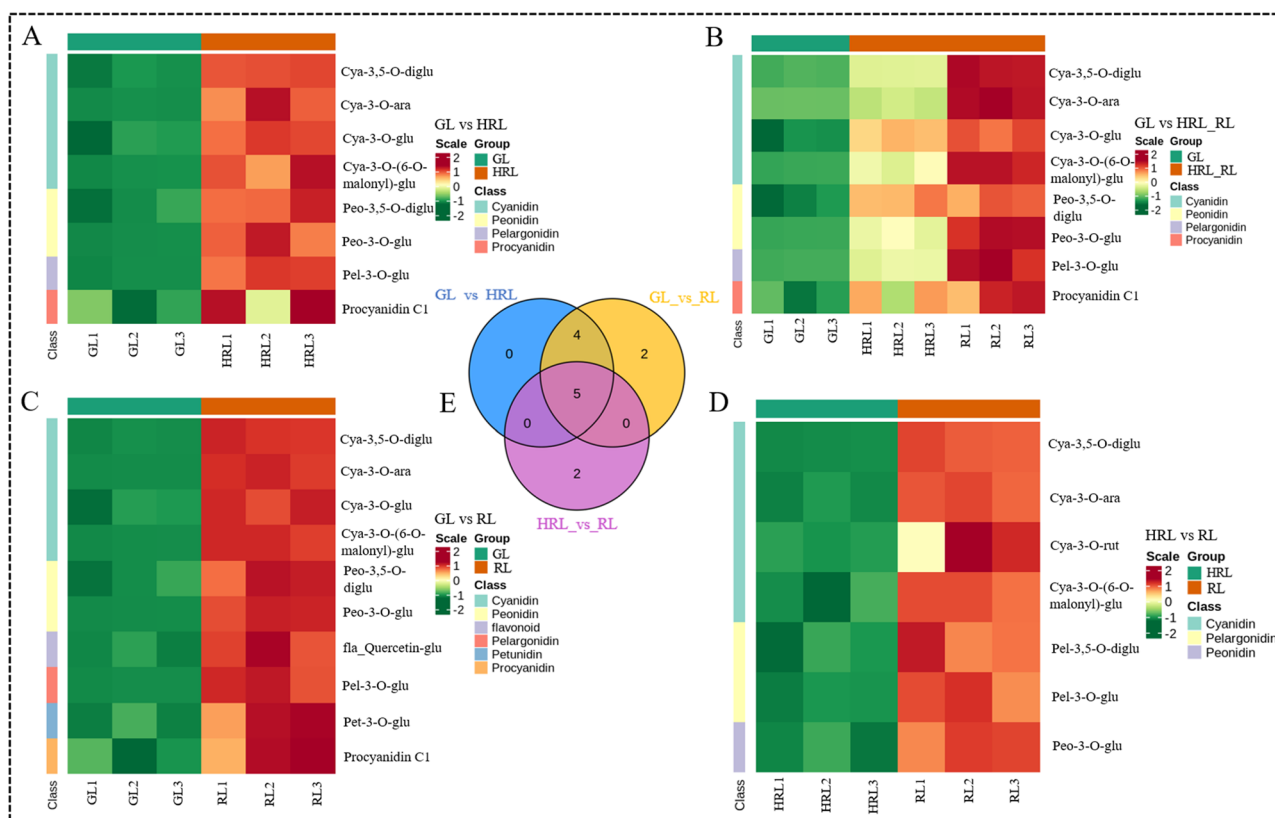 A
Cya-3,5-O-diglu
Cya-3-O-ara
Cya-3-O-glu
Cya-3-O-(6-O-
malonyl)-glu
Peo-3,5-O-diglu
Peo-3-O-glu
Pel-3-O-glu
Procyanidin C1
Class
GL1
GL2
GL3
HRL1
HRL2
HRL3
GL vs HRL
Scale
2
1
0
-1
-2
Group
GL
HRL
Class
Cyanidin
Peonidin
Pelargonidin
Procyanidin
B
Cya-3,5-O-diglu
Cya-3-O-ara
Cya-3-O-glu
Cya-3-O-(6-O-
malonyl)-glu
Peo-3,5-O-
diglu
Peo-3-O-glu
Pel-3-O-glu
Procyanidin C1
Class
GL1
GL2
GL3
HRL1
HRL2
HRL3
RL1
RL2
RL3
GL vs HRL_RL
Scale
2
1
0
-1
-2
Group
GL
HRL_RL
Class
Cyanidin
Peonidin
Pelargonidin
Procyanidin
E
GL vs HRL
GL_vs_RL
0
4
2
5
0
0
2
HRL_vs_RL
C
Cya-3,5-O-diglu
Cya-3-O-ara
Cya-3-O-glu
Cya-3-O-(6-O-
malonyl)-glu
Peo-3,5-O-
diglu
Peo-3-O-glu
fla_Quercetin-glu
Pel-3-O-glu
Pet-3-O-glu
Procyanidin C1
Class
GL1
GL2
GL3
RL1
RL2
RL3
GL vs RL
Scale
2
1
0
-1
-2
Group
GL
RL
Class
Cyanidin
Peonidin
flavonoid
Pelargonidin
Petunidin
Procyanidin
D
Cya-3,5-O-diglu
Cya-3-O-ara
Cya-3-O-rut
Cya-3-O-(6-O-
malonyl)-glu
Pel-3,5-O-diglu
Pel-3-O-glu
Peo-3-O-glu
Class
HRL1
HRL2
HRL3
RL1
RL2
RL3
HRL vs RL
Scale
2
1
0
-1
-2
Group
HRL
RL
Class
Cyanidin
Pelargonidin
Peonidin